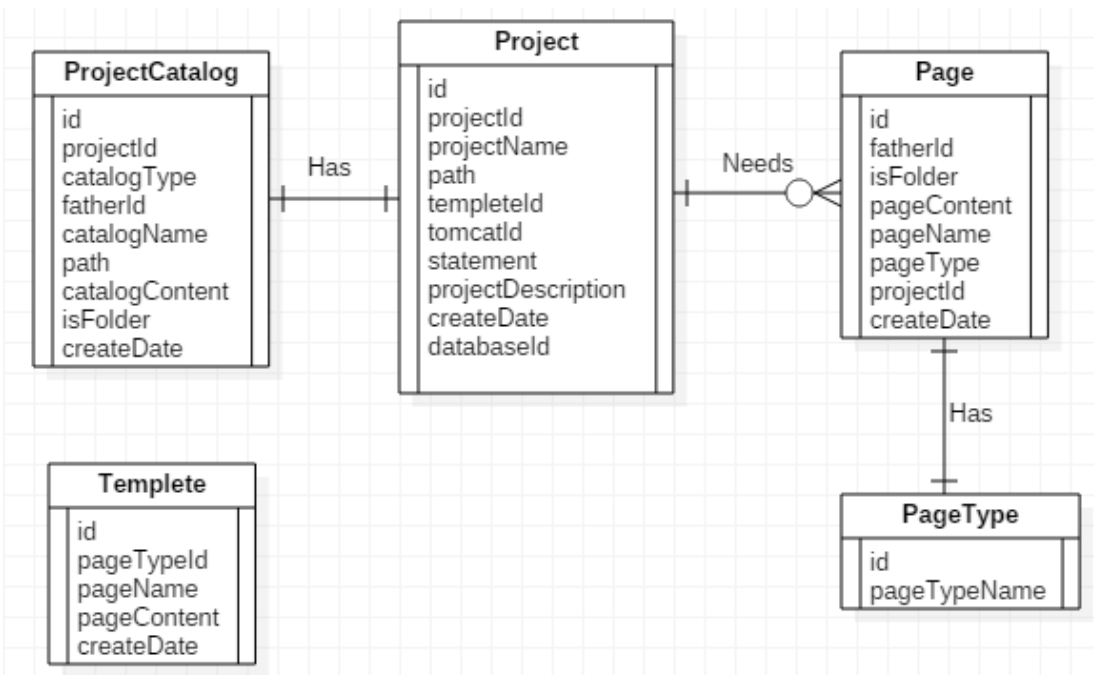 ProjectCatalog
id
projectId
catalogType
fatherId
catalogName
path
catalogContent
isFolder
createDate
Has
Project
id
projectId
projectName
path
templeteId
tomcatId
statement
projectDescription
createDate
databaseId
Needs
Page
id
fatherId
isFolder
pageContent
pageName
pageType
projectId
createDate
Has
Templete
id
pageTypeId
pageName
pageContent
createDate
PageType
id
pageTypeName